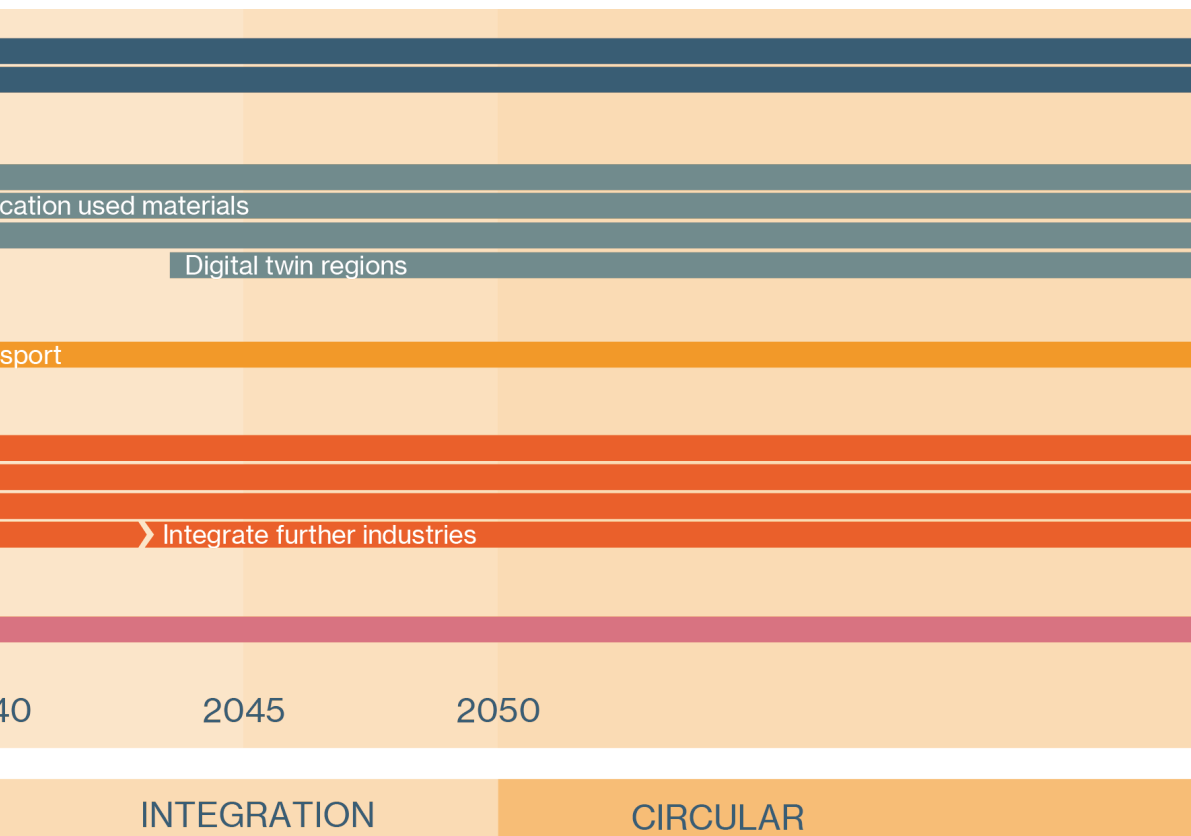 cation used materials
Digital twin regions
sport
Integrate further industries
40 2045 2050
INTEGRATION CIRCULAR